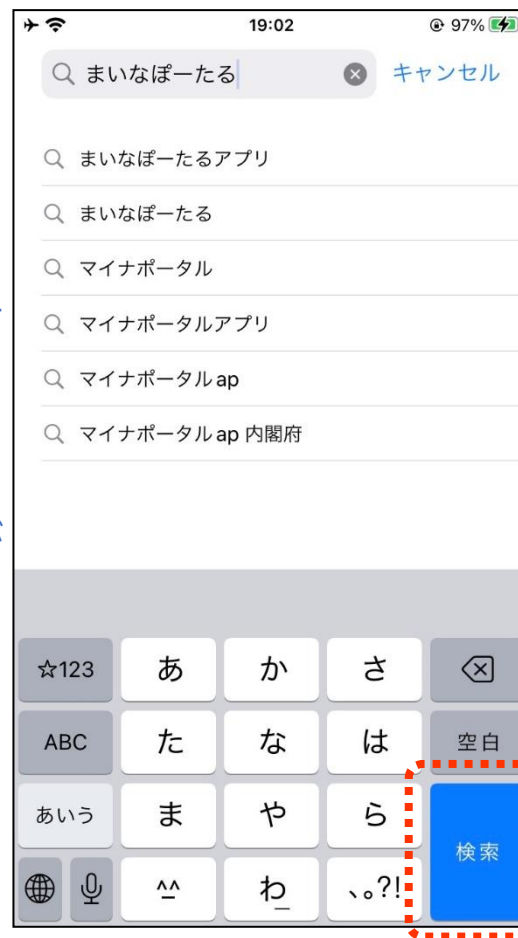 19:02 97%
まいなぽーたる キャンセル
まいなぽーたるアプリ
まいなぽーたる
マイナポータル
マイナポータルアプリ
マイナポータル ap
マイナポータル ap 内閣府
☆123 あ か さ
ABC た な は 空白
あいう ま や ら 検索
^^ わ 、。?!